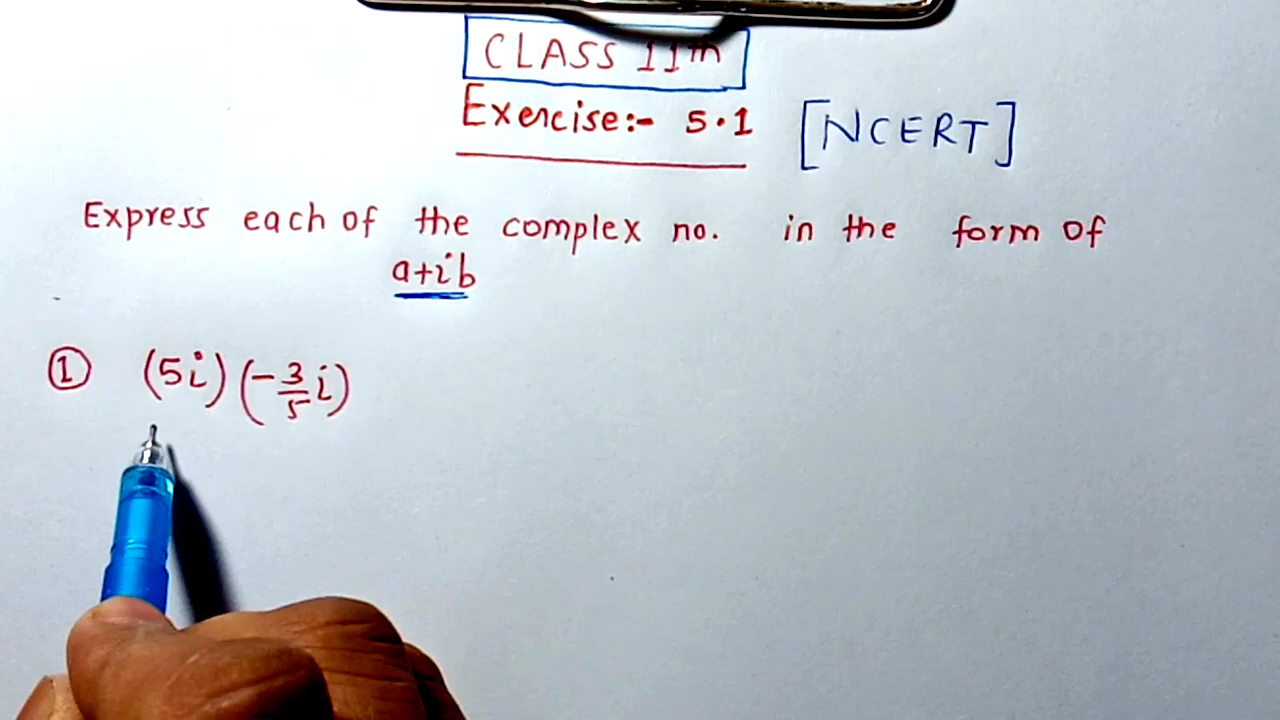 CLASS 11th
Exercise:- 5.1 [NCERT]
Express each of the complex no. in the form of
a+ib
① (5i)(-3/5 i)